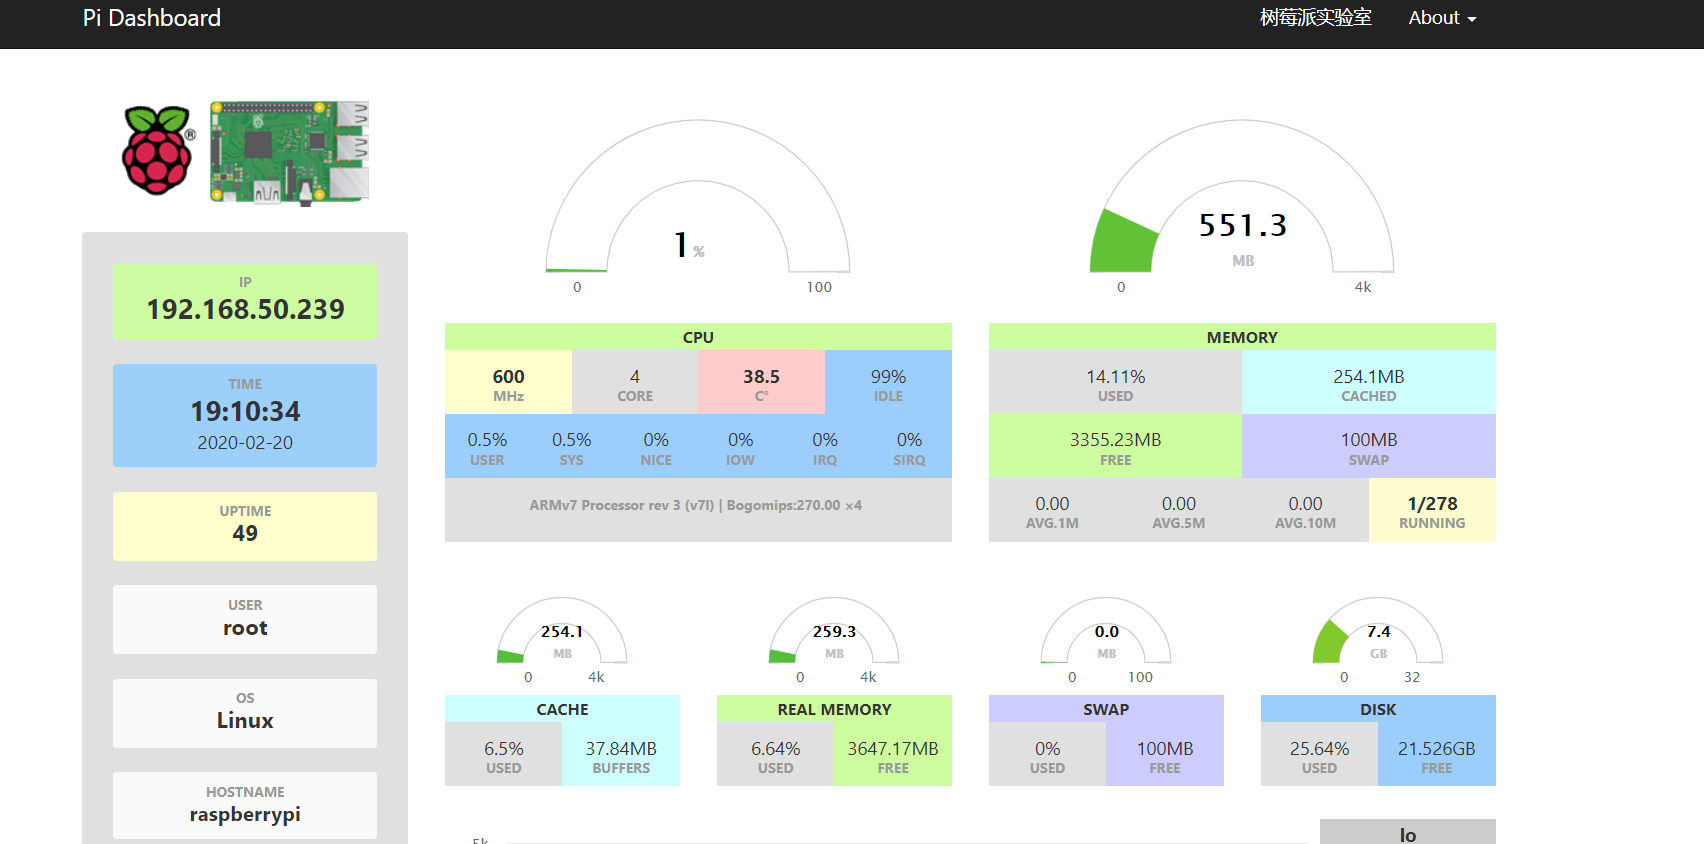 Pi Dashboard
树莓派实验室 About
®
IP
192.168.50.239
TIME
19:10:34
2020-02-20
UPTIME
49
USER
root
OS
Linux
HOSTNAME
raspberrypi
1 %
0 100
CPU
600 4 38.5 99%
MHz CORE C° IDLE
0.5% 0.5% 0% 0% 0% 0%
USER SYS NICE IOW IRQ SIRQ
ARMv7 Processor rev 3 (v7l) | Bogomips:270.00 ×4
551.3
MB
0 4k
MEMORY
14.11% 254.1MB
USED CACHED
3355.23MB 100MB
FREE SWAP
0.00 0.00 0.00 1/278
AVG.1M AVG.5M AVG.10M RUNNING
254.1
MB
0 4k
CACHE
6.5% 37.84MB
USED BUFFERS
259.3
MB
0 4k
REAL MEMORY
6.64% 3647.17MB
USED FREE
0.0
MB
0 100
SWAP
0% 100MB
USED FREE
7.4
GB
0 32
DISK
25.64% 21.526GB
USED FREE
5k
lo